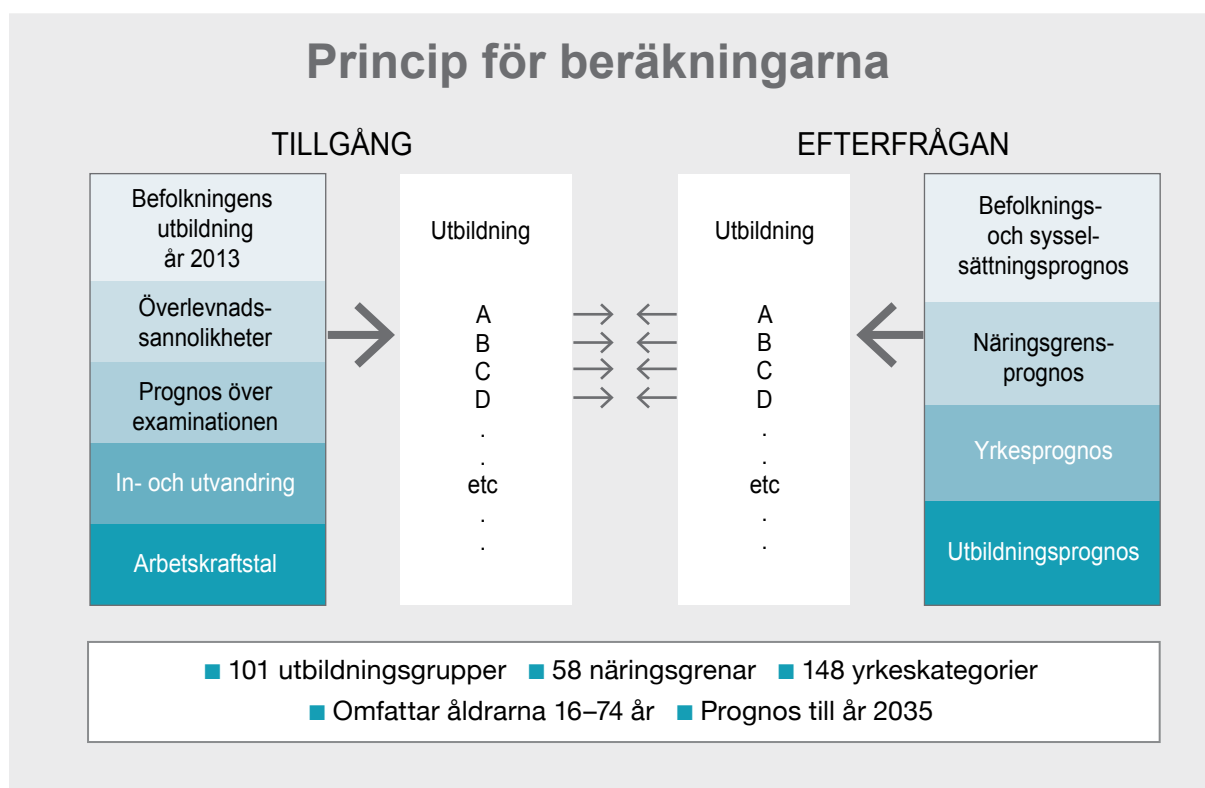 Princip för beräkningarna
TILLGÅNG
Befolkningens
utbildning
år 2013
Överlevnads-
sannolikheter
Prognos över
examinationen
In- och utvandring
Arbetskraftstal
Utbildning
A
B
C
D
.
.
etc
.
.
EFTERFRÅGAN
Utbildning
A
B
C
D
.
.
etc
.
.
Befolknings-
och syssel-
sättningsprognos
Näringsgrens-
prognos
Yrkesprognos
Utbildningsprognos
■ 101 utbildningsgrupper ■ 58 näringsgrenar ■ 148 yrkeskategorier
■ Omfattar åldrarna 16–74 år ■ Prognos till år 2035